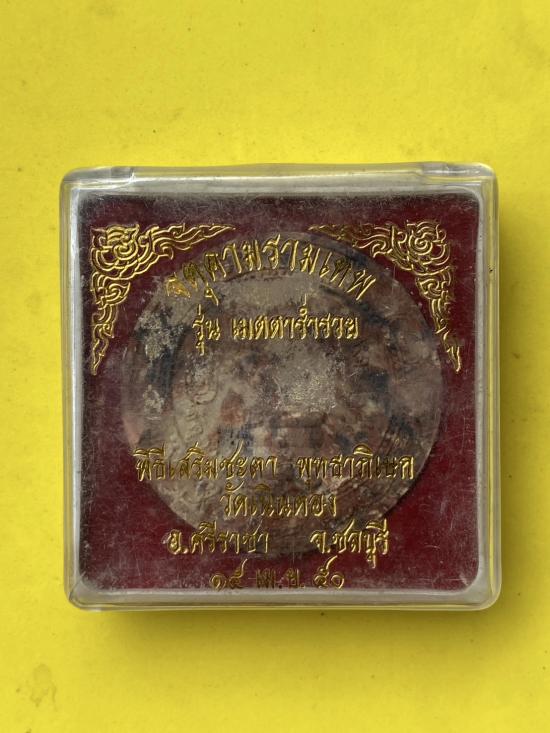 จตุคามรามเทพ
รุ่น เมตตาร่ำรวย
พิธีเสริมชะตา พุทธาภิเษก
วัดเนินตอง
อ.ศรีราชา จ.ชลบุรี
๑๕ เม.ย. ๕๐